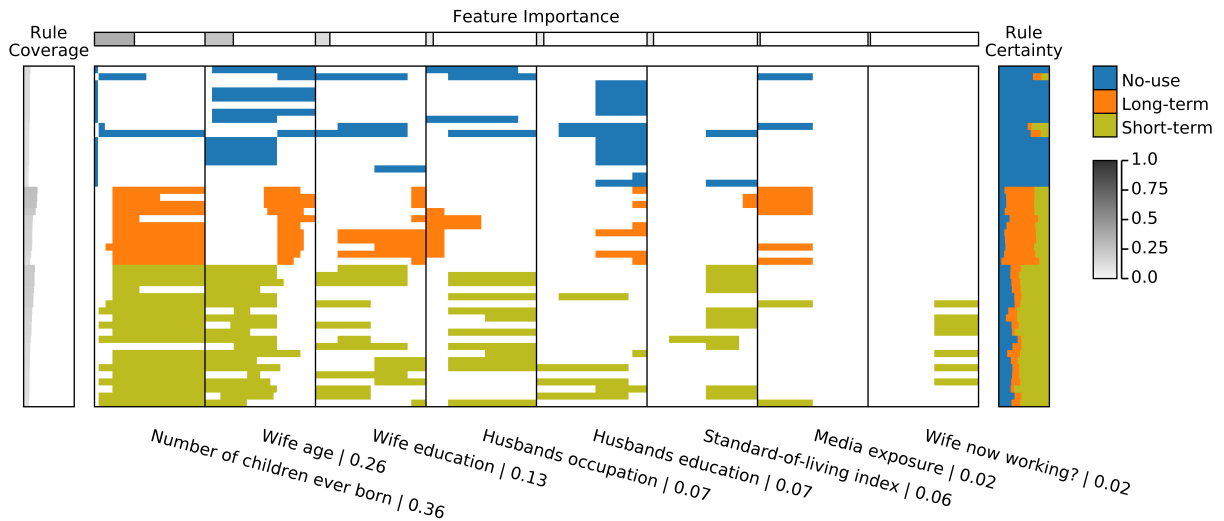 Feature Importance
Rule
Coverage
Rule
Certainty
No-use
Long-term
Short-term
1.0
0.75
0.50
0.25
0.0
Number of children ever born | 0.36
Wife age | 0.26
Wife education | 0.13
Husbands occupation | 0.07
Husbands education | 0.07
Standard-of-living index | 0.06
Media exposure | 0.02
Wife now working? | 0.02